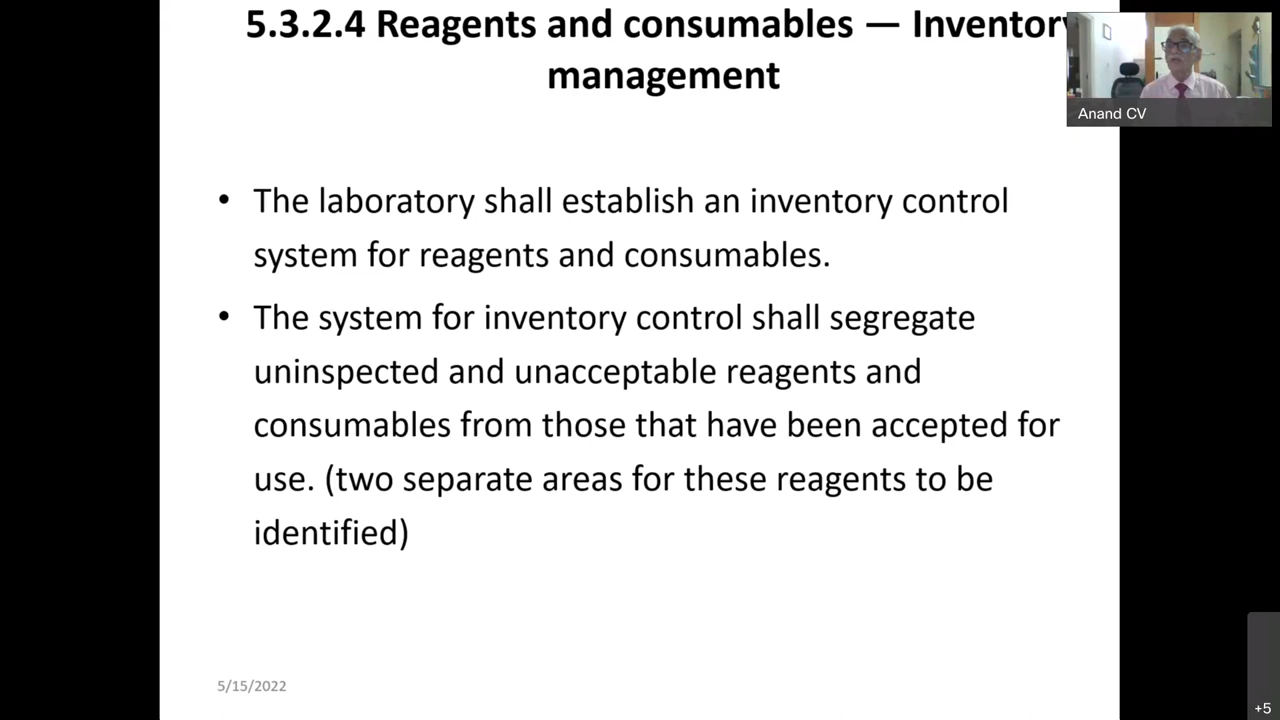 5.3.2.4 Reagents and consumables — Inventory
management
Anand CV
• The laboratory shall establish an inventory control
system for reagents and consumables.
• The system for inventory control shall segregate
uninspected and unacceptable reagents and
consumables from those that have been accepted for
use. (two separate areas for these reagents to be
identified)
5/15/2022
+5